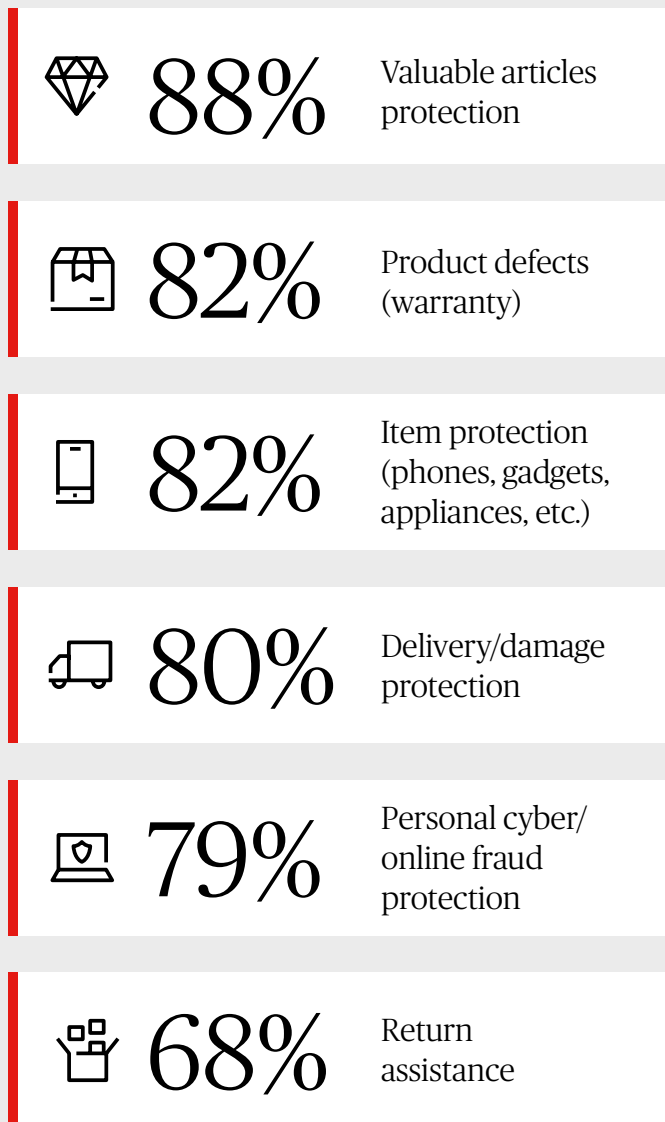 88%
Valuable articles
protection
82%
Product defects
(warranty)
82%
Item protection
(phones, gadgets,
appliances, etc.)
80%
Delivery/damage
protection
79%
Personal cyber/
online fraud
protection
68%
Return
assistance